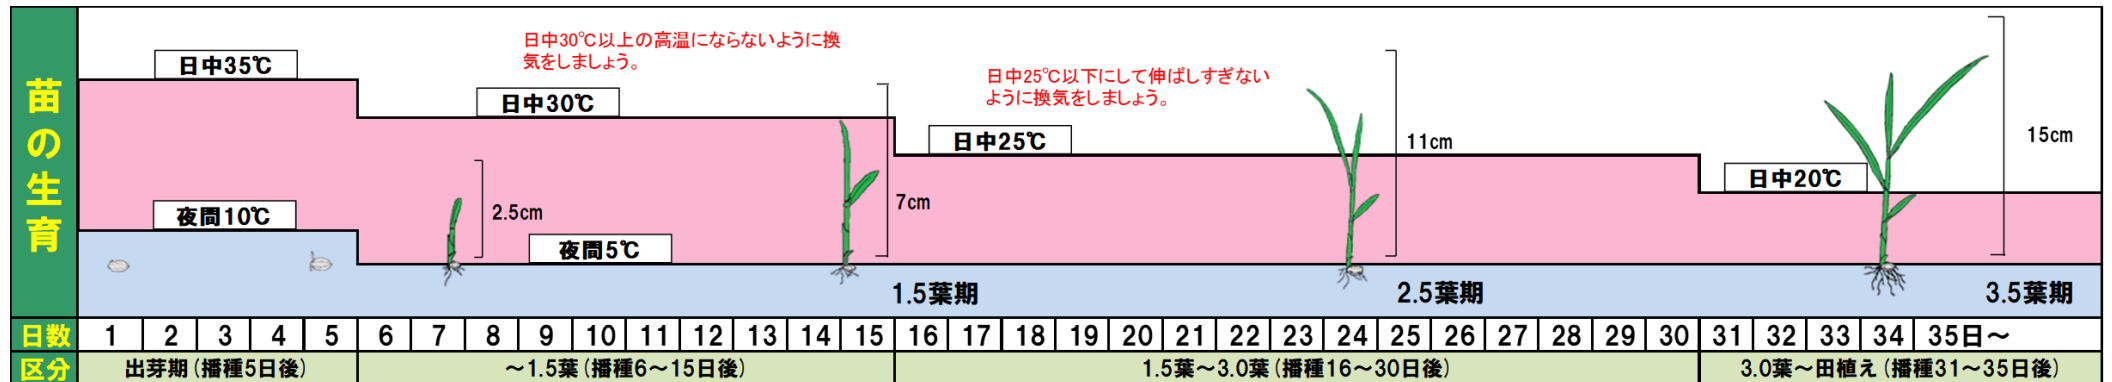 苗の生育
日中35℃
夜間10℃
日中30℃以上の高温にならないように換
気をしましょう。
日中30℃
2.5cm
夜間5℃
7cm
1.5葉期
日中25℃以下にして伸ばしすぎない
ように換気をしましょう。
日中25℃
11cm
2.5葉期
日中20℃
15cm
3.5葉期
日数 1 2 3 4 5 6 7 8 9 10 11 12 13 14 15 16 17 18 19 20 21 22 23 24 25 26 27 28 29 30 31 32 33 34 35日～
区分 出芽期(播種5日後) ～1.5葉(播種6～15日後) 1.5葉～3.0葉(播種16～30日後) 3.0葉～田植え(播種31～35日後)